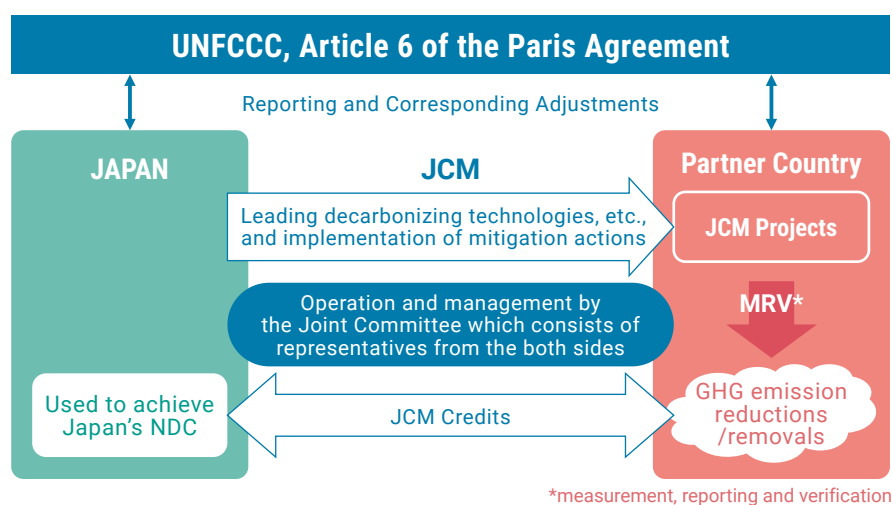 UNFCCC, Article 6 of the Paris Agreement
Reporting and Corresponding Adjustments
JAPAN
JCM
Partner Country
Leading decarbonizing technologies, etc.,
and implementation of mitigation actions
JCM Projects
MRV*
Operation and management by
the Joint Committee which consists of
representatives from the both sides
Used to achieve
Japan's NDC
JCM Credits
GHG emission
reductions
/removals
*measurement, reporting and verification